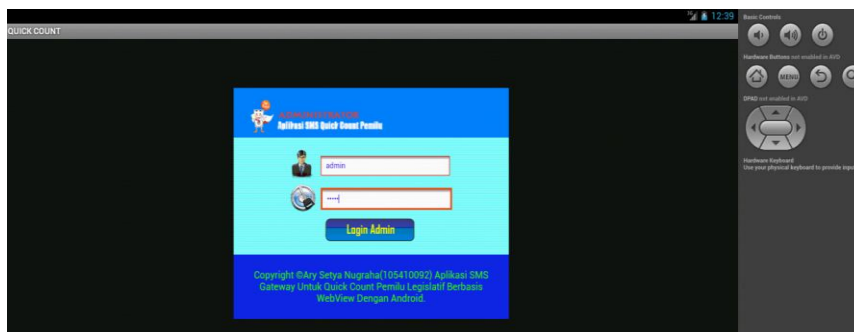 12:39
QUICK COUNT
ADMINISTRATOR
Aplikasi SMS Quick Count Pemilu
admin
•••••
Login Admin
Copyright ©Ary Setya Nugraha(105410092) Aplikasi SMS
Gateway Untuk Quick Count Pemilu Legislatif Berbasis
WebView Dengan Android.
Basic Controls
Hardware Buttons not enabled in AVD
MENU
DPAD not enabled in AVD
Hardware Keyboard
Use your physical keyboard to provide input